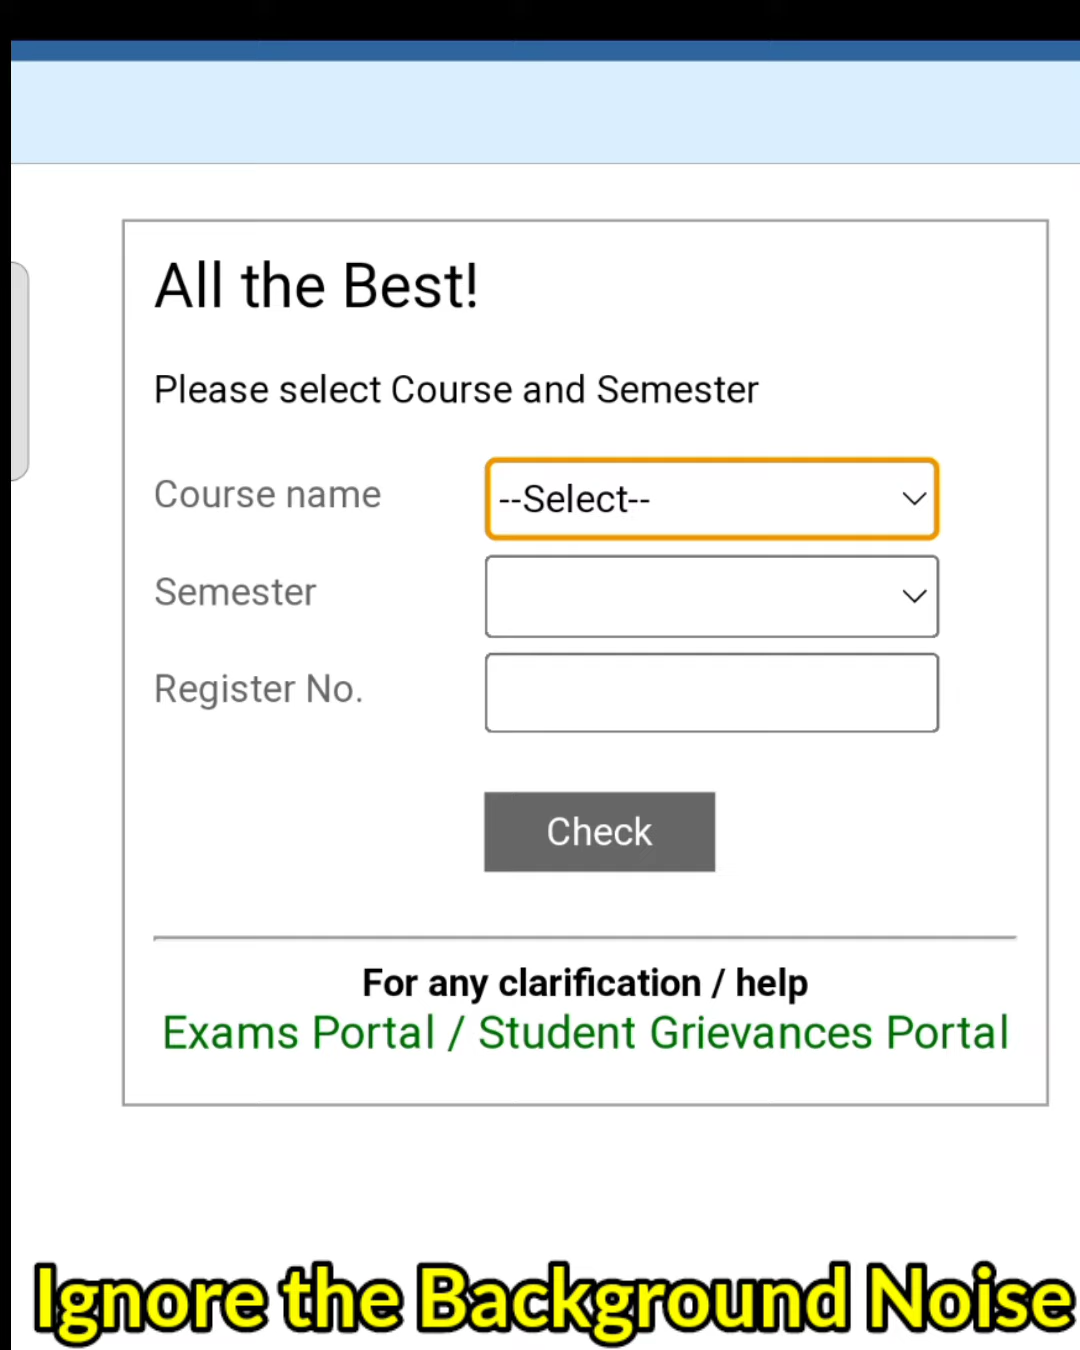 All the Best!
Please select Course and Semester
Course name
--Select--
Semester
Register No.
Check
For any clarification / help
Exams Portal / Student Grievances Portal
Ignore the Background Noise